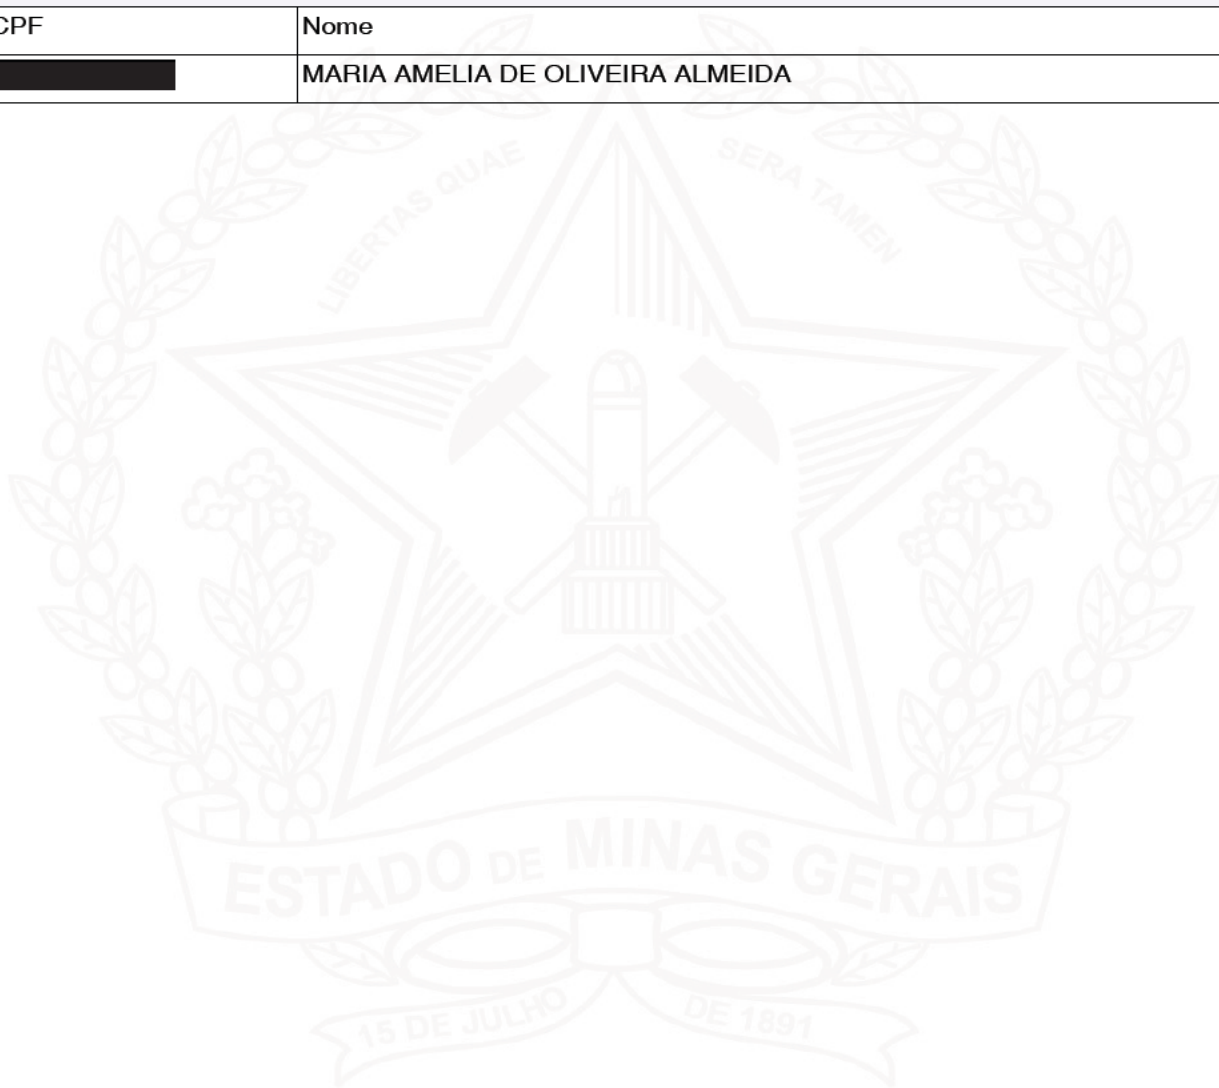 CPF
Nome
MARIA AMELIA DE OLIVEIRA ALMEIDA
LIBERTAS QUAE
SERA TAMEN
ESTADO DE MINAS GERAIS
15 DE JULHO
DE 1891